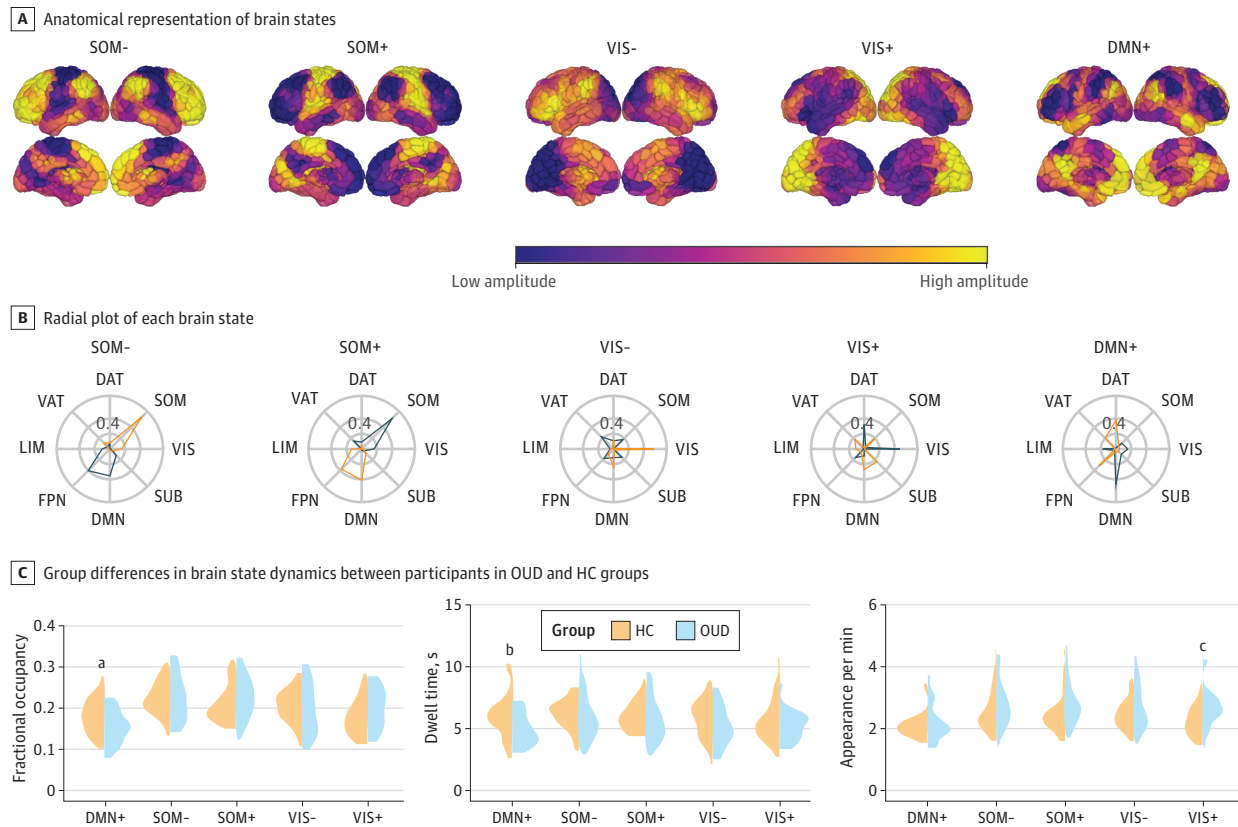 A Anatomical representation of brain states
SOM- SOM+ VIS- VIS+ DMN+
Low amplitude High amplitude
B Radial plot of each brain state
SOM- SOM+ VIS- VIS+ DMN+
DAT DAT DAT DAT DAT
VAT SOM VAT SOM VAT SOM VAT SOM VAT SOM
0.4 0.4 0.4 0.4 0.4
LIM VIS LIM VIS LIM VIS LIM VIS LIM VIS
FPN SUB FPN SUB FPN SUB FPN SUB FPN SUB
DMN DMN DMN DMN DMN
C Group differences in brain state dynamics between participants in OUD and HC groups
Fractional occupancy
0.4
0.3
0.2
0.1
0
a
DMN+ SOM- SOM+ VIS- VIS+
Dwell time, s
15
10
5
0
Group HC OUD
b
DMN+ SOM- SOM+ VIS- VIS+
Appearance per min
6
4
2
0
c
DMN+ SOM- SOM+ VIS- VIS+